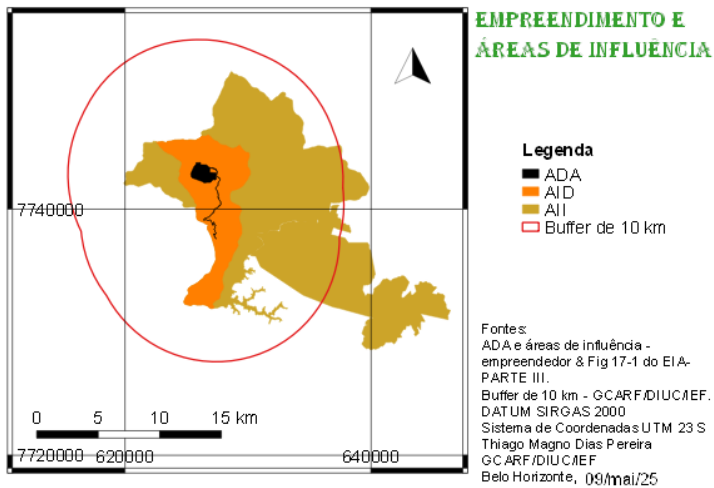 EMPREENDIMENTO E
ÁREAS DE INFLUÊNCIA
Legenda
ADA
AID
AII
Buffer de 10 km
7740000
0 5 10 15 km
7720000 620000 640000
Fontes:
ADA e áreas de influência -
empreendedor & Fig 17-1 do EIA-
PARTE III.
Buffer de 10 km - GCARF/DIUC/IEF.
DATUM SIRGAS 2000
Sistema de Coordenadas UTM 23 S
Thiago Magno Dias Pereira
GCARF/DIUC/IEF
Belo Horizonte, 09/mai/25